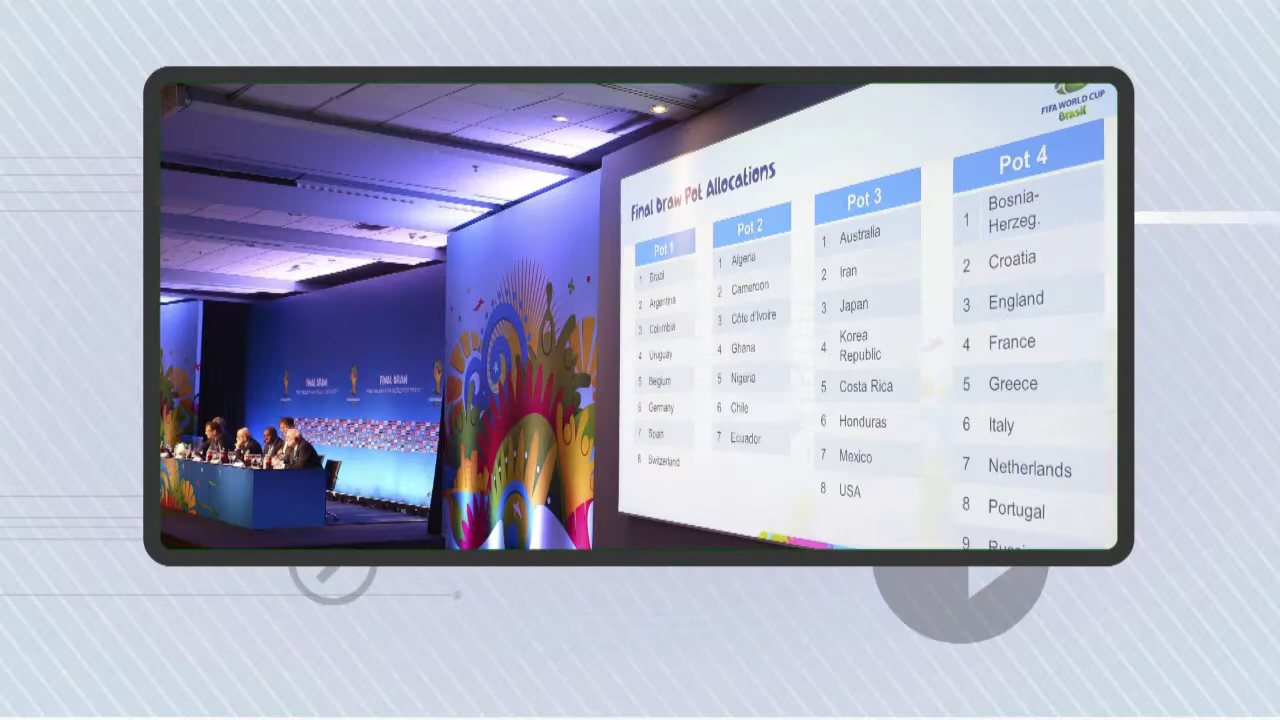 FIFA WORLD CUP
Brasil
Final Draw Pot Allocations
Pot 1
1 Brazil
2 Argentina
3 Colombia
4 Uruguay
5 Belgium
6 Germany
7 Spain
8 Switzerland
Pot 2
1 Algeria
2 Cameroon
3 Côte d'Ivoire
4 Ghana
5 Nigeria
6 Chile
7 Ecuador
Pot 3
1 Australia
2 Iran
3 Japan
4 Korea
Republic
5 Costa Rica
6 Honduras
7 Mexico
8 USA
Pot 4
1 Bosnia-
Herzeg.
2 Croatia
3 England
4 France
5 Greece
6 Italy
7 Netherlands
8 Portugal
9
FINAL DRAW
FINAL DRAW